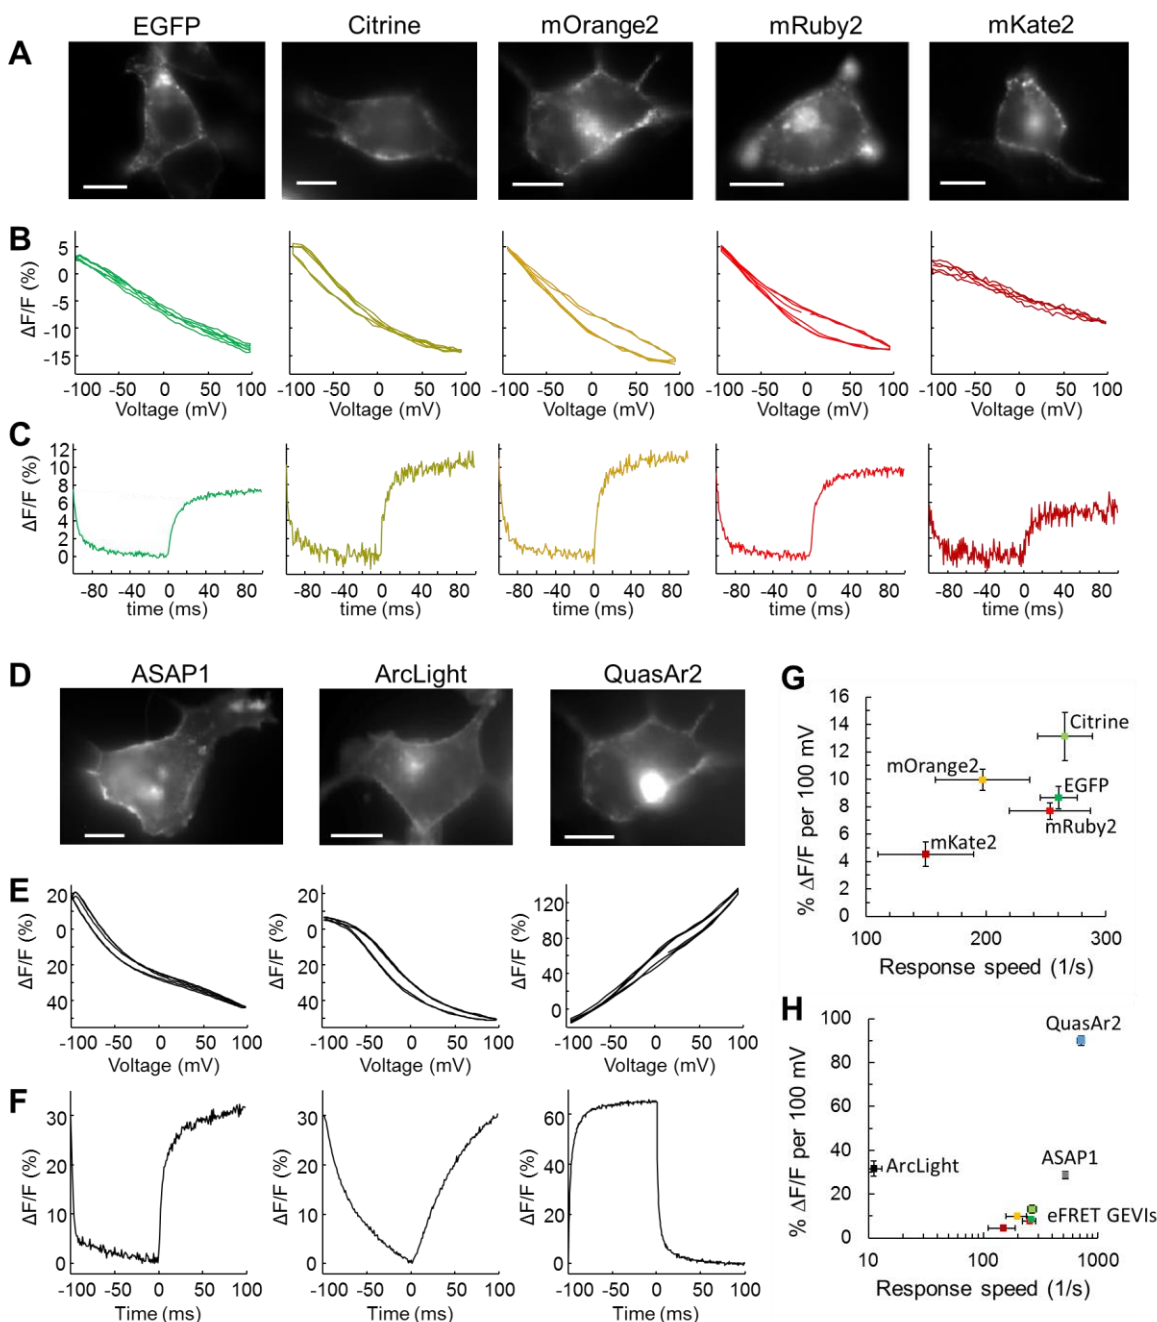 EGFP Citrine mOrange2 mRuby2 mKate2
A
B
ΔF/F (%)
5
0
-5
-10
-15
-100 -50 0 50 100 -50 0 50 100 -50 0 50 100 -50 0 50 100 -50 0 50 100
Voltage (mV) Voltage (mV) Voltage (mV) Voltage (mV) Voltage (mV)
C
ΔF/F (%)
12
10
8
6
4
2
0
-80 -40 0 40 80 -80 -40 0 40 80 -80 -40 0 40 80 -80 -40 0 40 80 -80 -40 0 40 80
time (ms) time (ms) time (ms) time (ms) time (ms)
D
ASAP1 ArcLight QuasAr2
E
ΔF/F (%) ΔF/F (%) ΔF/F (%)
20 20 120
0 0 80
20 20 40
40 40 0
-100 -50 0 50 100 -100 -50 0 50 100 -100 -50 0 50 100
Voltage (mV) Voltage (mV) Voltage (mV)
F
ΔF/F (%) ΔF/F (%) ΔF/F (%)
30 30 60
20 20 40
10 10 20
0 0 0
-100 -50 0 50 100 -100 -50 0 50 100 -100 -50 0 50 100
Time (ms) Time (ms) Time (ms)
G
% ΔF/F per 100 mV
16
14
12
10
8
6
4
2
0
Citrine
mOrange2
EGFP
mRuby2
mKate2
100 200 300
Response speed (1/s)
H
% ΔF/F per 100 mV
100
80
60
40
20
0
QuasAr2
ArcLight
ASAP1
eFRET GEVIs
10 100 1000
Response speed (1/s)